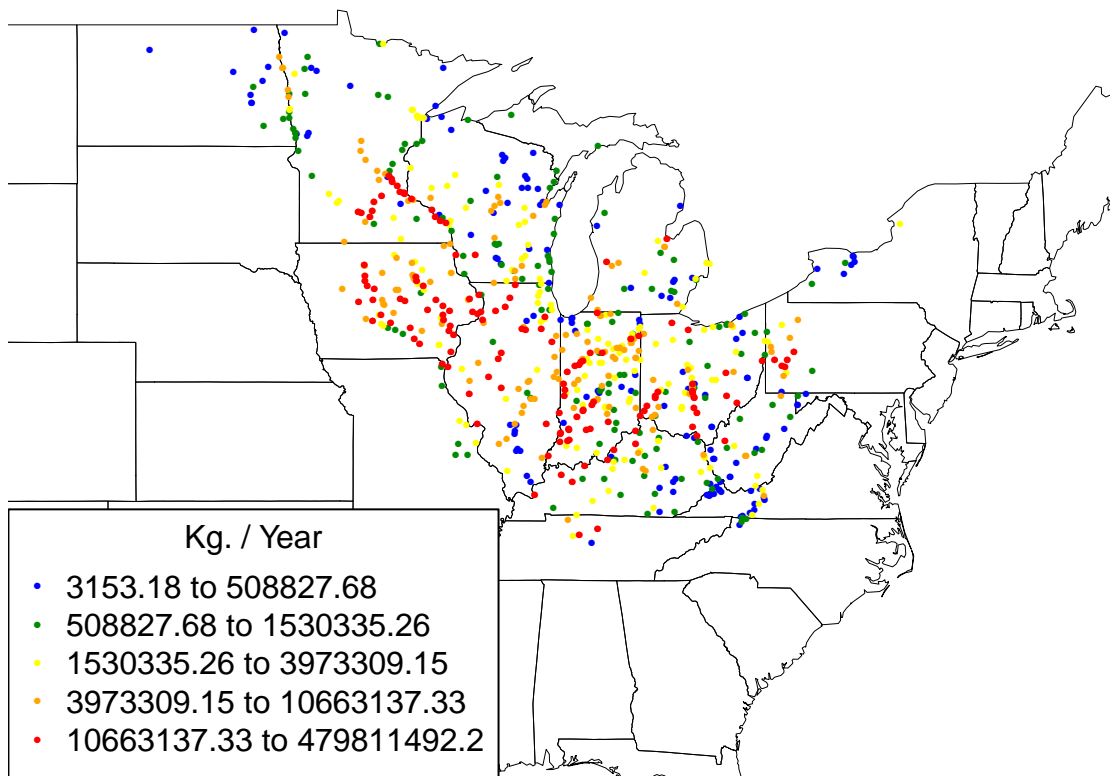 Kg. / Year
3153.18 to 508827.68
508827.68 to 1530335.26
1530335.26 to 3973309.15
3973309.15 to 10663137.33
10663137.33 to 479811492.2